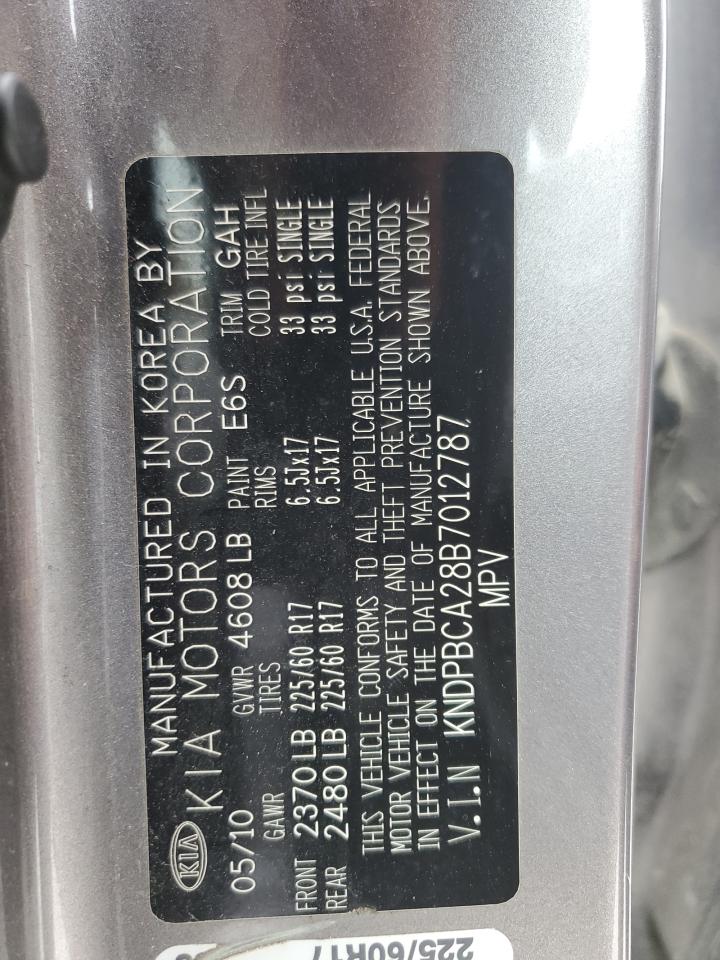 KIA
MANUFACTURED IN KOREA BY
KIA MOTORS CORPORATION
05/10 GVWR 4608 LB PAINT E6S TRIM GAH
GAWR TIRES RIMS COLD TIRE INFL
FRONT 2370 LB 225/60 R17 6.5Jx17 33 psi SINGLE
REAR 2480 LB 225/60 R17 6.5Jx17 33 psi SINGLE
THIS VEHICLE CONFORMS TO ALL APPLICABLE U.S.A. FEDERAL
MOTOR VEHICLE SAFETY AND THEFT PREVENTION STANDARDS
IN EFFECT ON THE DATE OF MANUFACTURE SHOWN ABOVE.
V.I.N KNDPBCA28B7012787
MPV
225/60R17